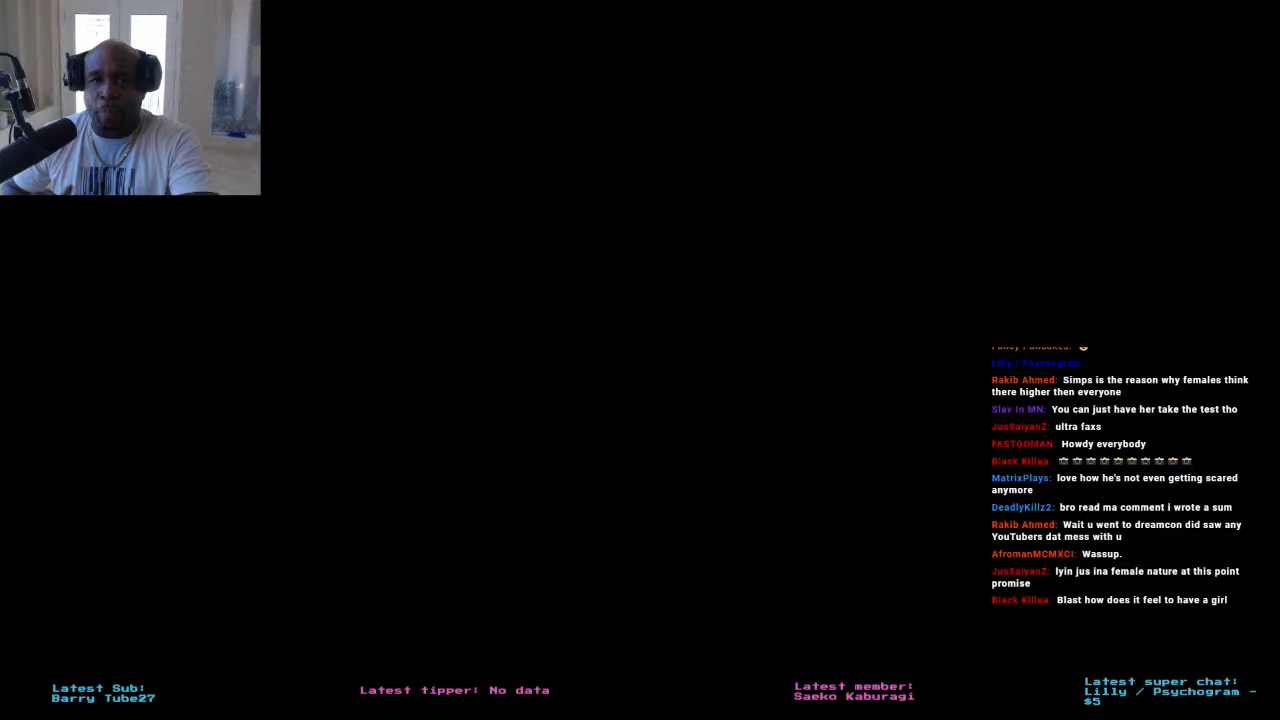 Lilly / Psychogram
Rakib Ahmed: Simps is the reason why females think
there higher then everyone
Slav Io MN: You can just have her take the test tho
JusSaiyanZ: ultra faxs
FASTGOMAN: Howdy everybody
Black Killua:
MatrixPlays: love how he's not even getting scared
anymore
DeadlyKillz2: bro read ma comment i wrote a sum
Rakib Ahmed: Wait u went to dreamcon did saw any
YouTubers dat mess with u
AfromanMCMXCI: Wassup.
JusSaiyanZ: lyin jus ina female nature at this point
promise
Black Killua: Blast how does it feel to have a girl
Latest Sub:
Barry Tube27
Latest tipper: No data
Latest member:
Saeko Kaburagi
Latest super chat:
Lilly / Psychogram -
$5